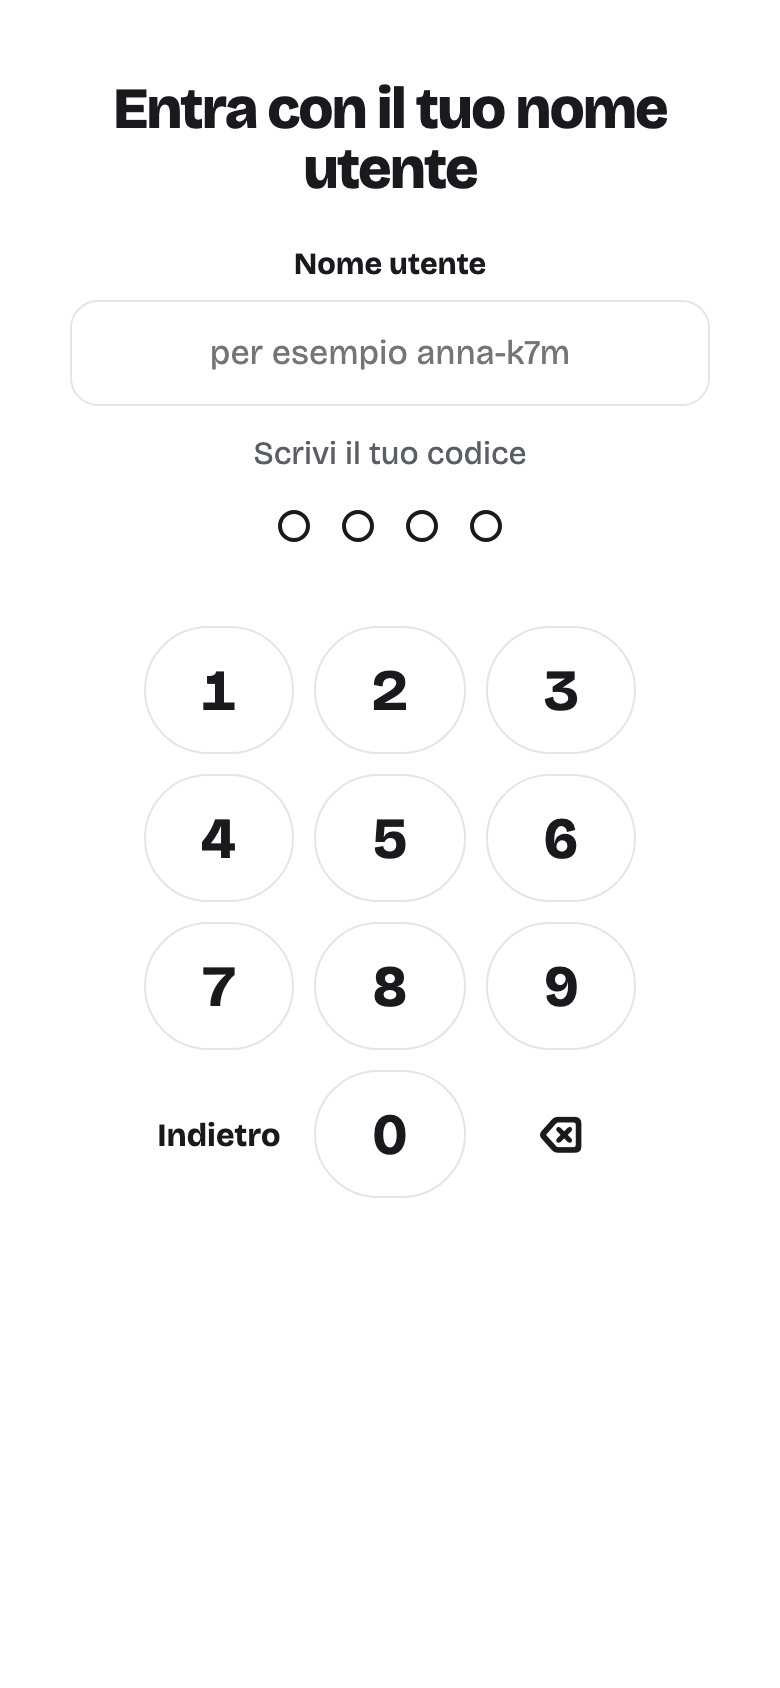 Entra con il tuo nome
utente
Nome utente
per esempio anna-k7m
Scrivi il tuo codice
1 2 3
4 5 6
7 8 9
Indietro 0